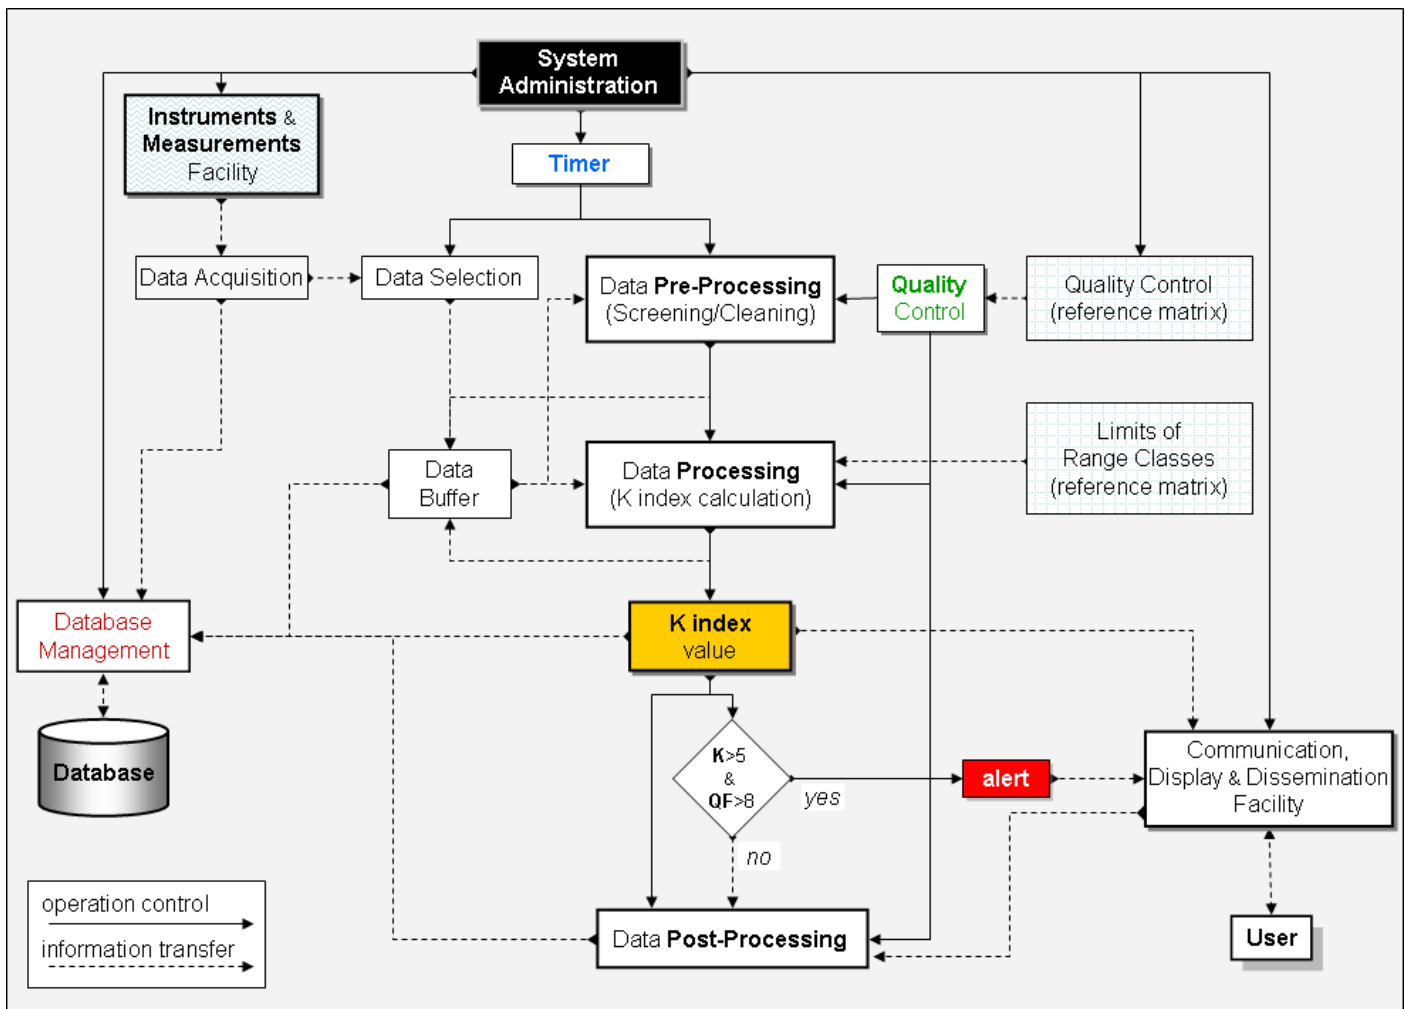 System
Administration
Instruments &
Measurements
Facility
Timer
Data Acquisition
Data Selection
Data Pre-Processing
(Screening/Cleaning)
Quality
Control
Quality Control
(reference matrix)
Limits of
Range Classes
(reference matrix)
Data
Buffer
Data Processing
(K index calculation)
Database
Management
K index
value
Database
K>5
&
QF>8
yes
no
alert
Communication,
Display & Dissemination
Facility
operation control
information transfer
Data Post-Processing
User